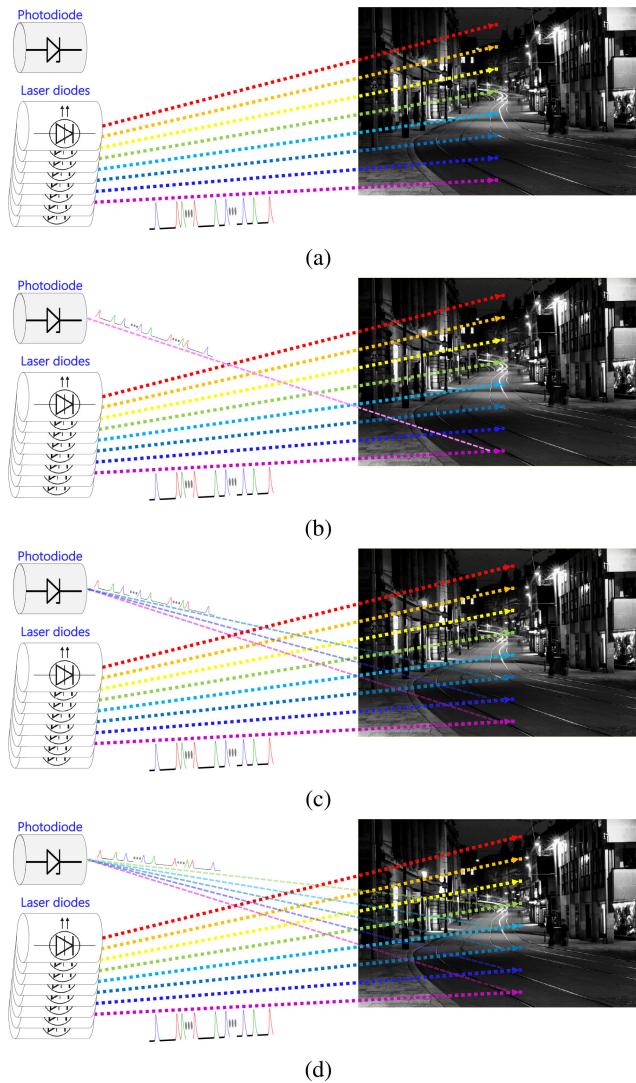 Photodiode
Laser diodes
(a)
Photodiode
Laser diodes
(b)
Photodiode
Laser diodes
(c)
Photodiode
Laser diodes
(d)